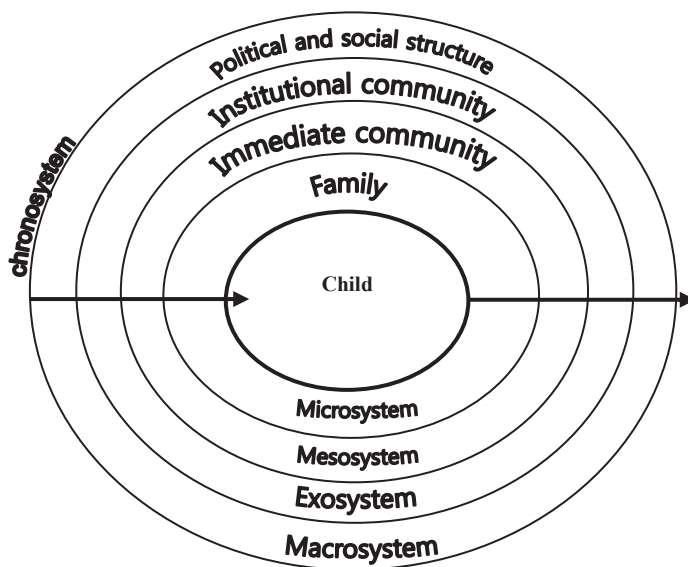 Political and social structure
Institutional community
Immediate community
Family
chronosystem
Child
Microsystem
Mesosystem
Exosystem
Macrosystem